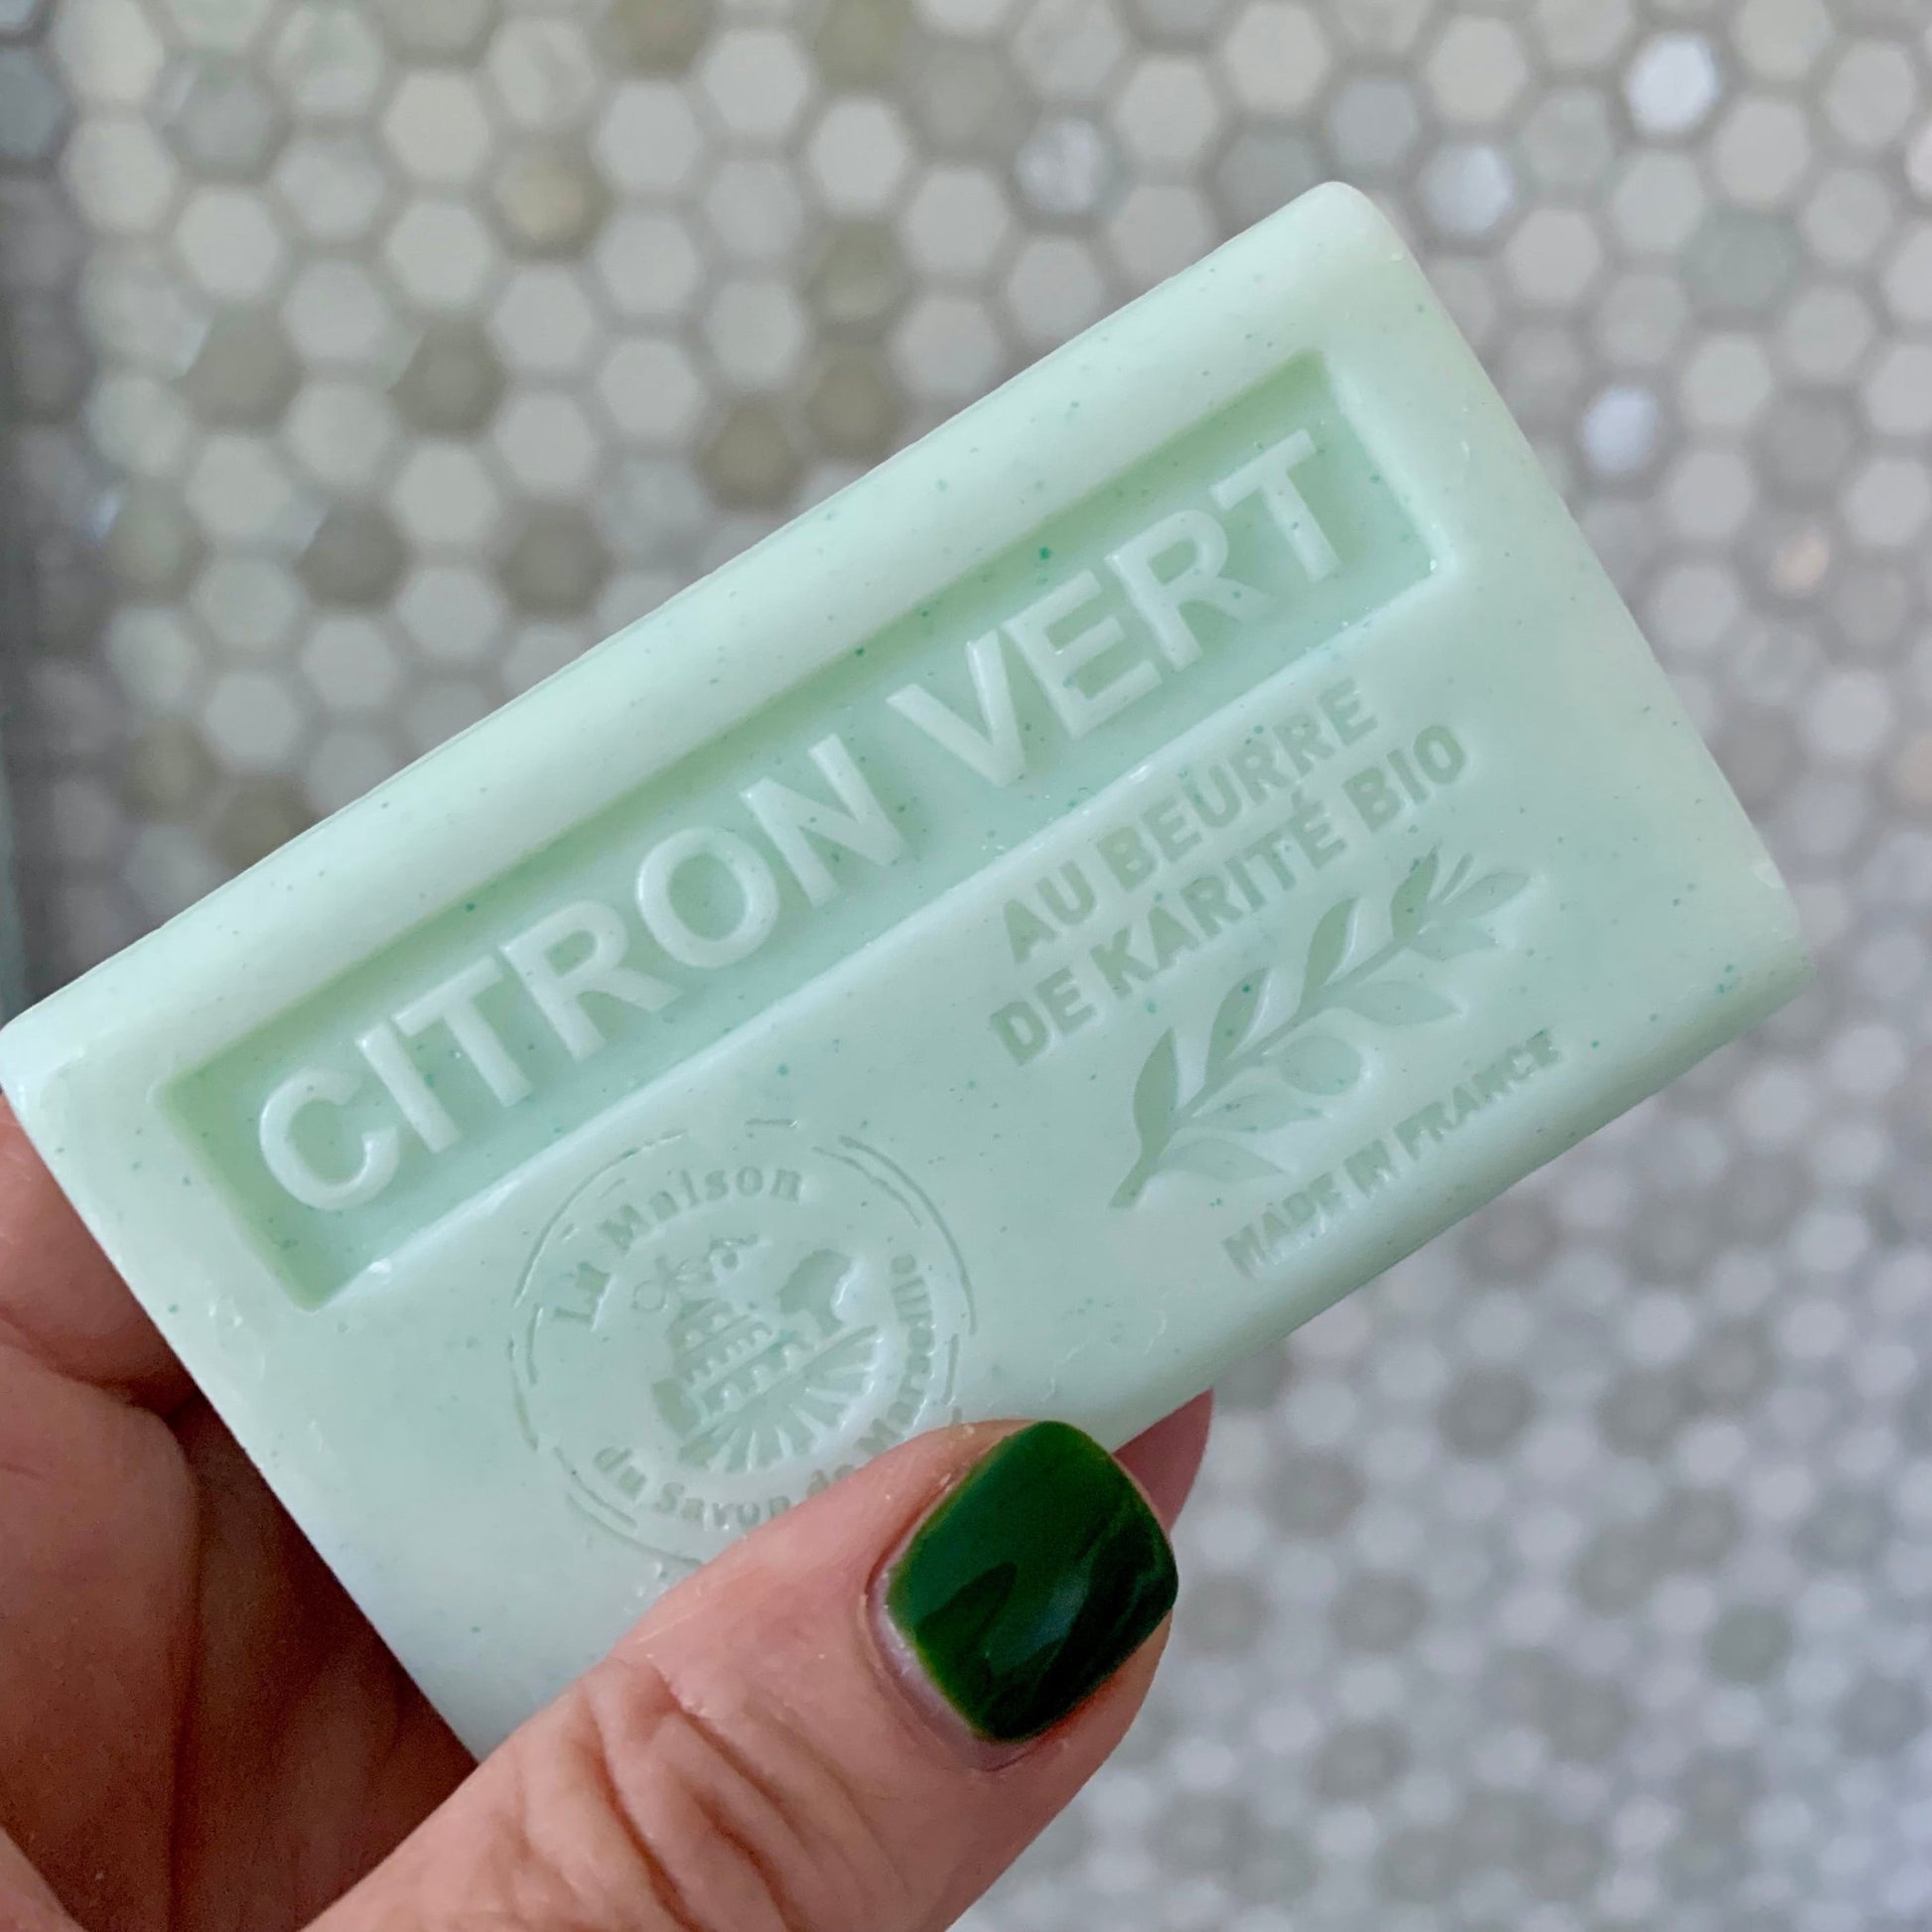 CITRON VERT
AU BEURRE
DE KARITÉ BIO
MADE IN FRANCE
La Maison
du Savon de Marseille